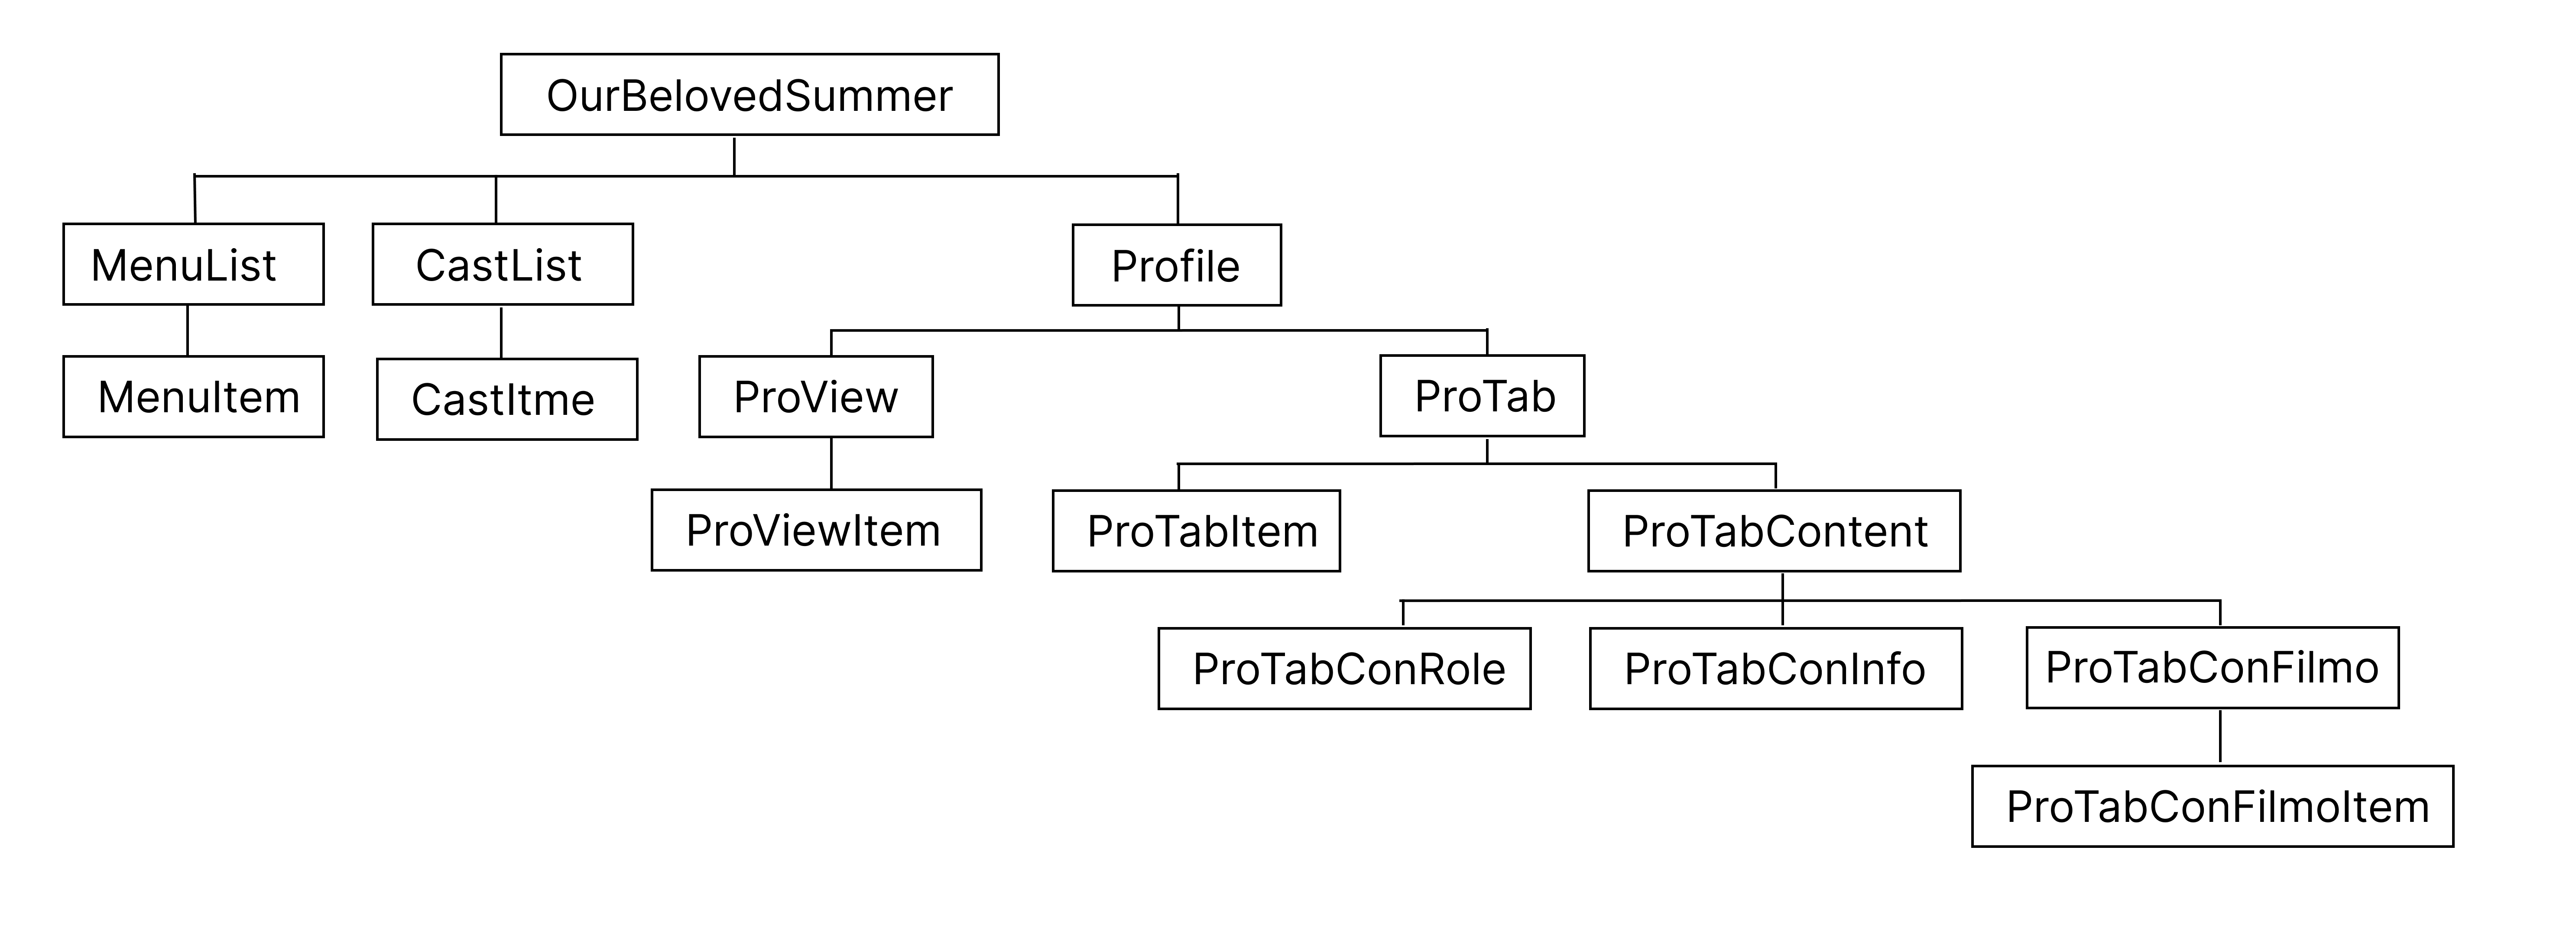 OurBelovedSummer
MenuList
CastList
Profile
MenuItem
CastItme
ProView
ProTab
ProViewItem
ProTabItem
ProTabContent
ProTabConRole
ProTabConInfo
ProTabConFilmo
ProTabConFilmoItem